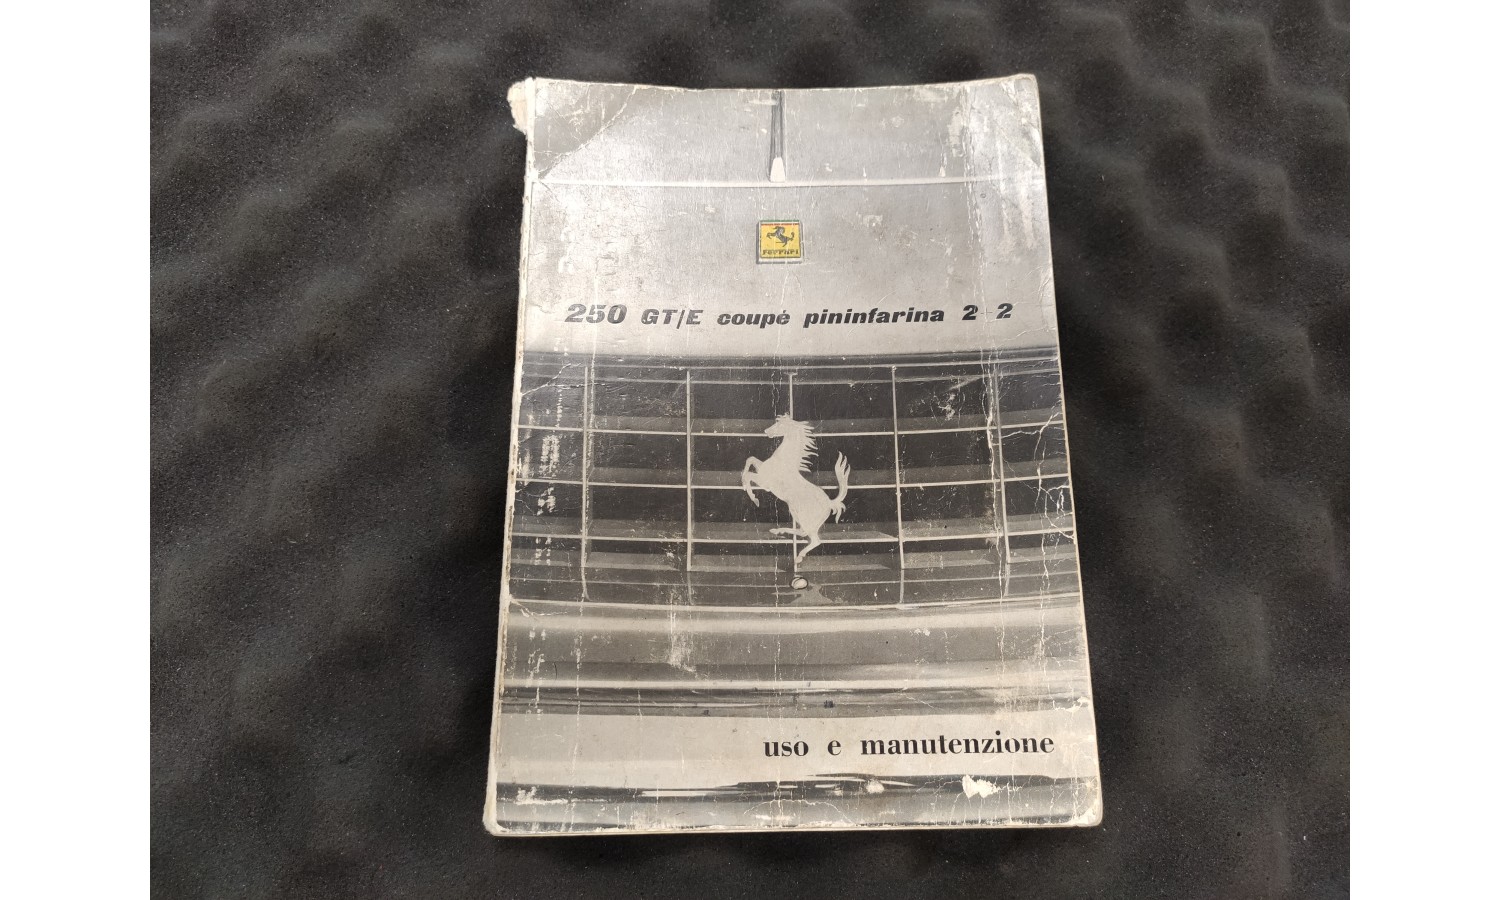 Ferrari
250 GT/E coupé pininfarina 2+2
uso e manutenzione